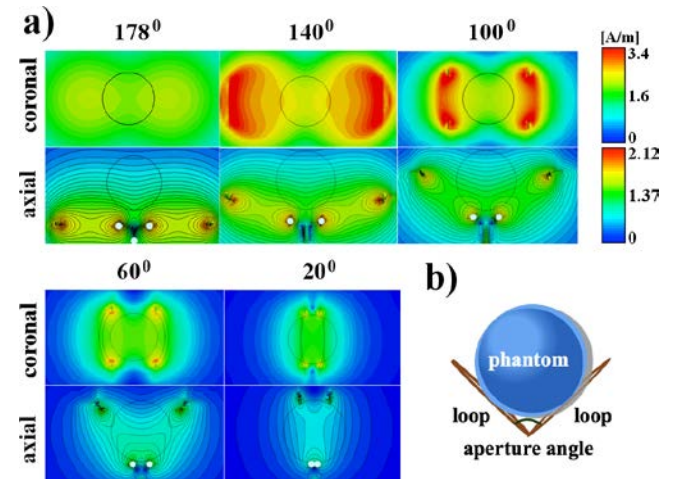 a)
178⁰ 140⁰ 100⁰
[A/m]
coronal
3.4
1.6
0
axial
2.12
1.37
0
60⁰ 20⁰
coronal
axial
b)
phantom
loop loop
aperture angle